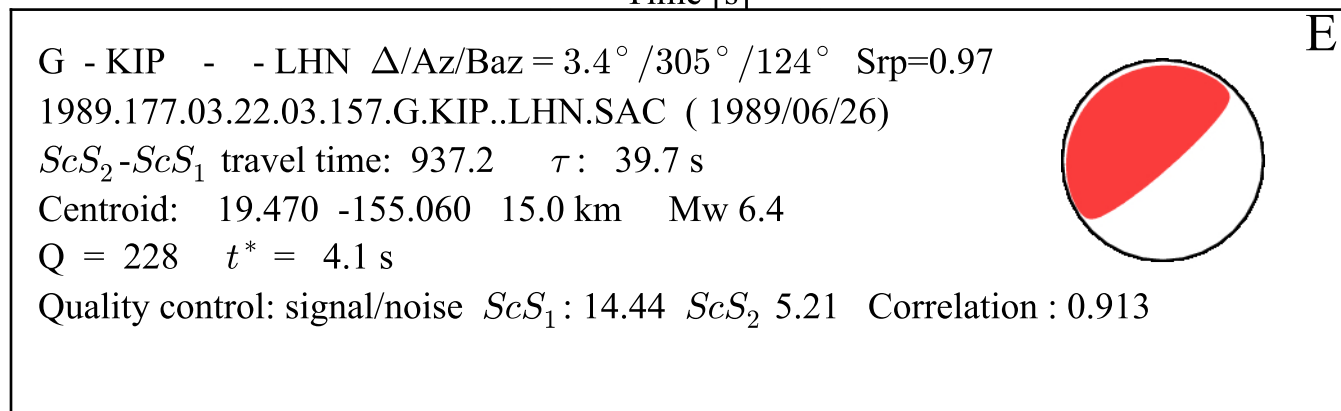 Time [s]
E
G - KIP - - LHN Δ/Az/Baz = 3.4°/305°/124° Srp=0.97
1989.177.03.22.03.157.G.KIP..LHN.SAC ( 1989/06/26)
ScS₂-ScS₁ travel time: 937.2 τ: 39.7 s
Centroid: 19.470 -155.060 15.0 km Mw 6.4
Q = 228 t* = 4.1 s
Quality control: signal/noise ScS₁: 14.44 ScS₂ 5.21 Correlation : 0.913